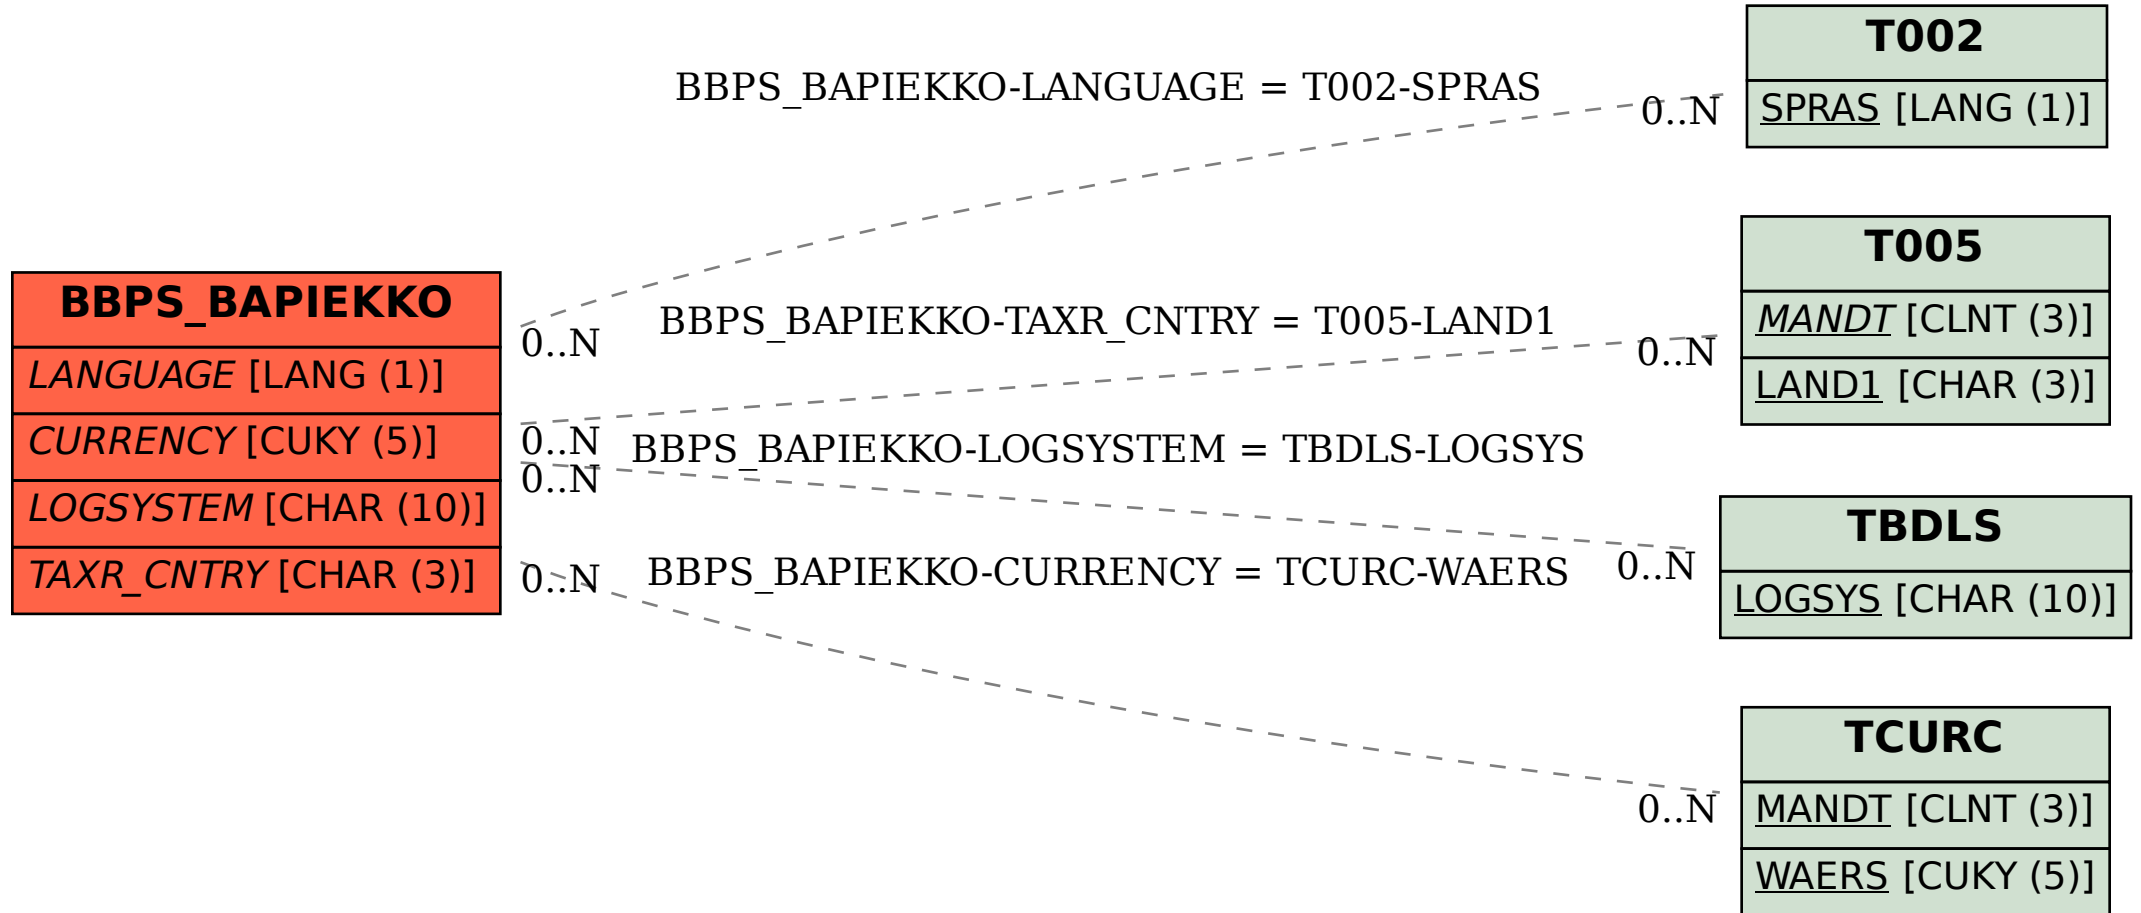 BBPS_BAPIEKKO
LANGUAGE [LANG (1)]
CURRENCY [CUKY (5)]
LOGSYSTEM [CHAR (10)]
TAXR_CNTRY [CHAR (3)]
BBPS_BAPIEKKO-LANGUAGE = T002-SPRAS
0..N
0..N
BBPS_BAPIEKKO-TAXR_CNTRY = T005-LAND1
0..N
0..N
BBPS_BAPIEKKO-LOGSYSTEM = TBDLS-LOGSYS
0..N
0..N
BBPS_BAPIEKKO-CURRENCY = TCURC-WAERS
0..N
0..N
T002
SPRAS [LANG (1)]
T005
MANDT [CLNT (3)]
LAND1 [CHAR (3)]
TBDLS
LOGSYS [CHAR (10)]
TCURC
MANDT [CLNT (3)]
WAERS [CUKY (5)]